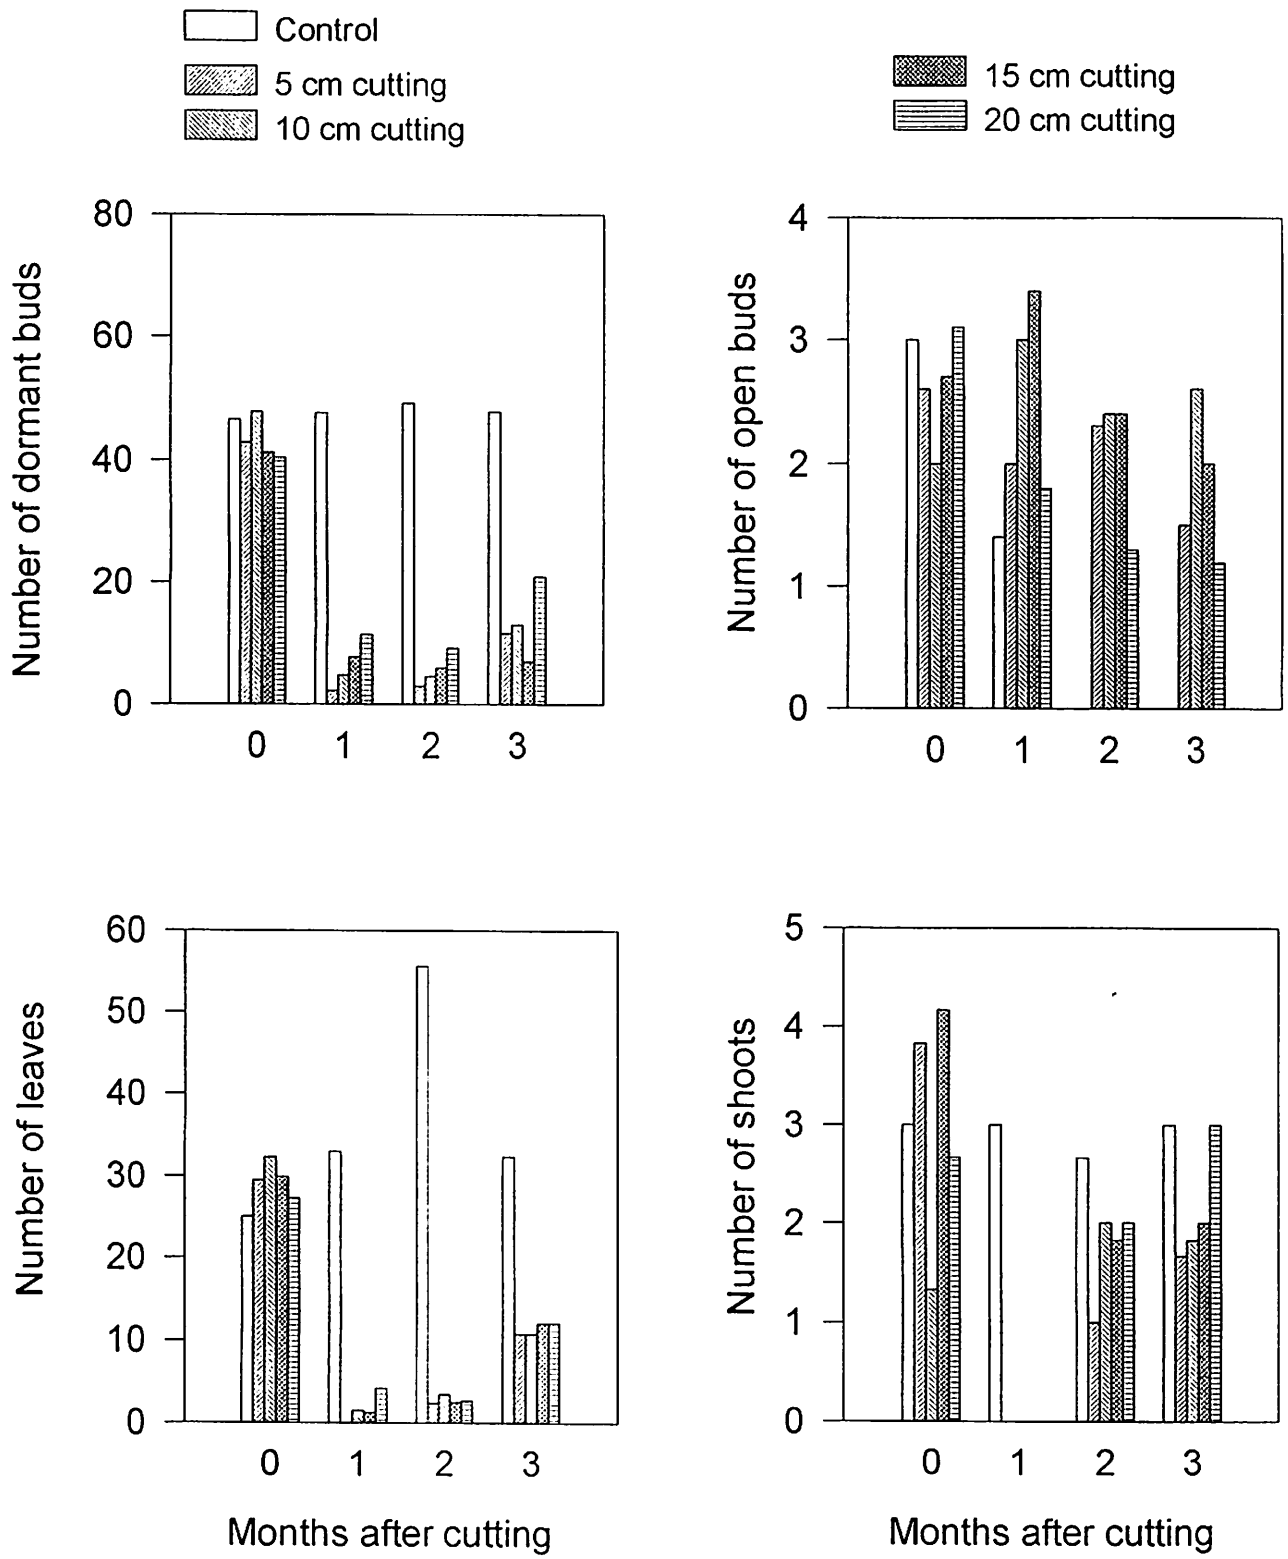 Control
5 cm cutting
10 cm cutting
15 cm cutting
20 cm cutting
Number of dormant buds
80
60
40
20
0
0 1 2 3
Number of open buds
4
3
2
1
0
0 1 2 3
Number of leaves
60
50
40
30
20
10
0
0 1 2 3
Months after cutting
Number of shoots
5
4
3
2
1
0
0 1 2 3
Months after cutting